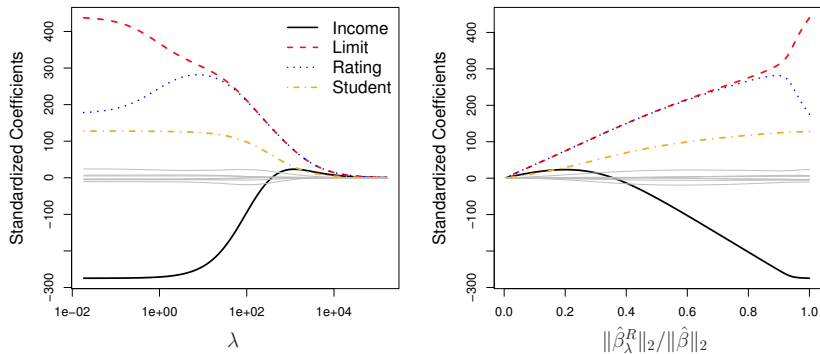 Standardized Coefficients
400
300
200
100
0
−100
−300
1e−02 1e+00 1e+02 1e+04
λ
Income
Limit
Rating
Student
Standardized Coefficients
400
300
200
100
0
−100
−300
0.0 0.2 0.4 0.6 0.8 1.0
‖β̂ᴿ_λ‖₂/‖β̂‖₂